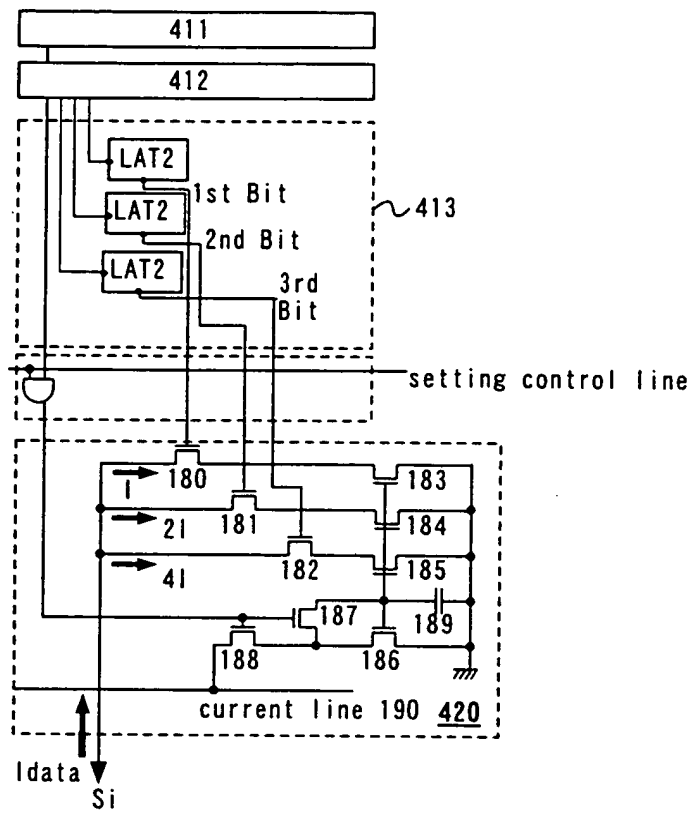 411
412
LAT2
1st Bit
LAT2
413
2nd Bit
LAT2
3rd
Bit
setting control line
180
183
I
181
184
2I
182
185
4I
187
189
188
186
current line 190 420
Idata
Si